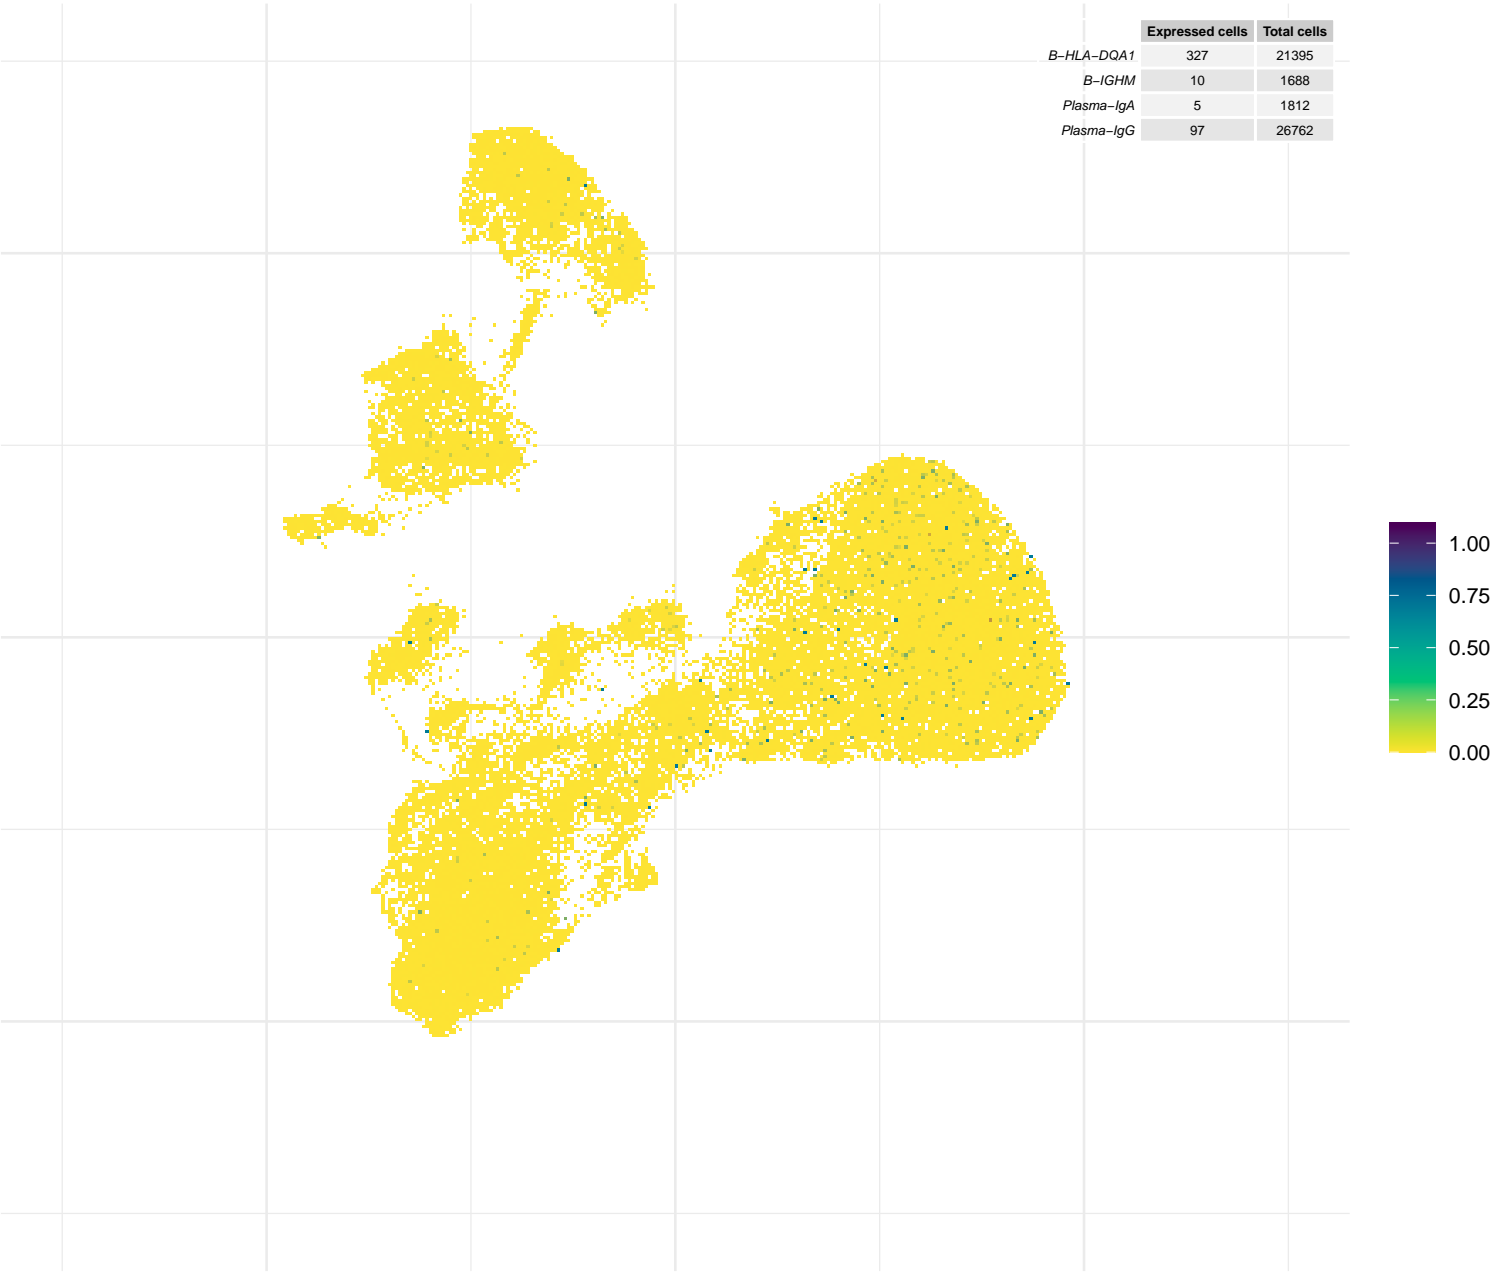 Expressed cells Total cells
B−HLA−DQA1 327 21395
B−IGHM 10 1688
Plasma−IgA 5 1812
Plasma−IgG 97 26762
1.00
0.75
0.50
0.25
0.00